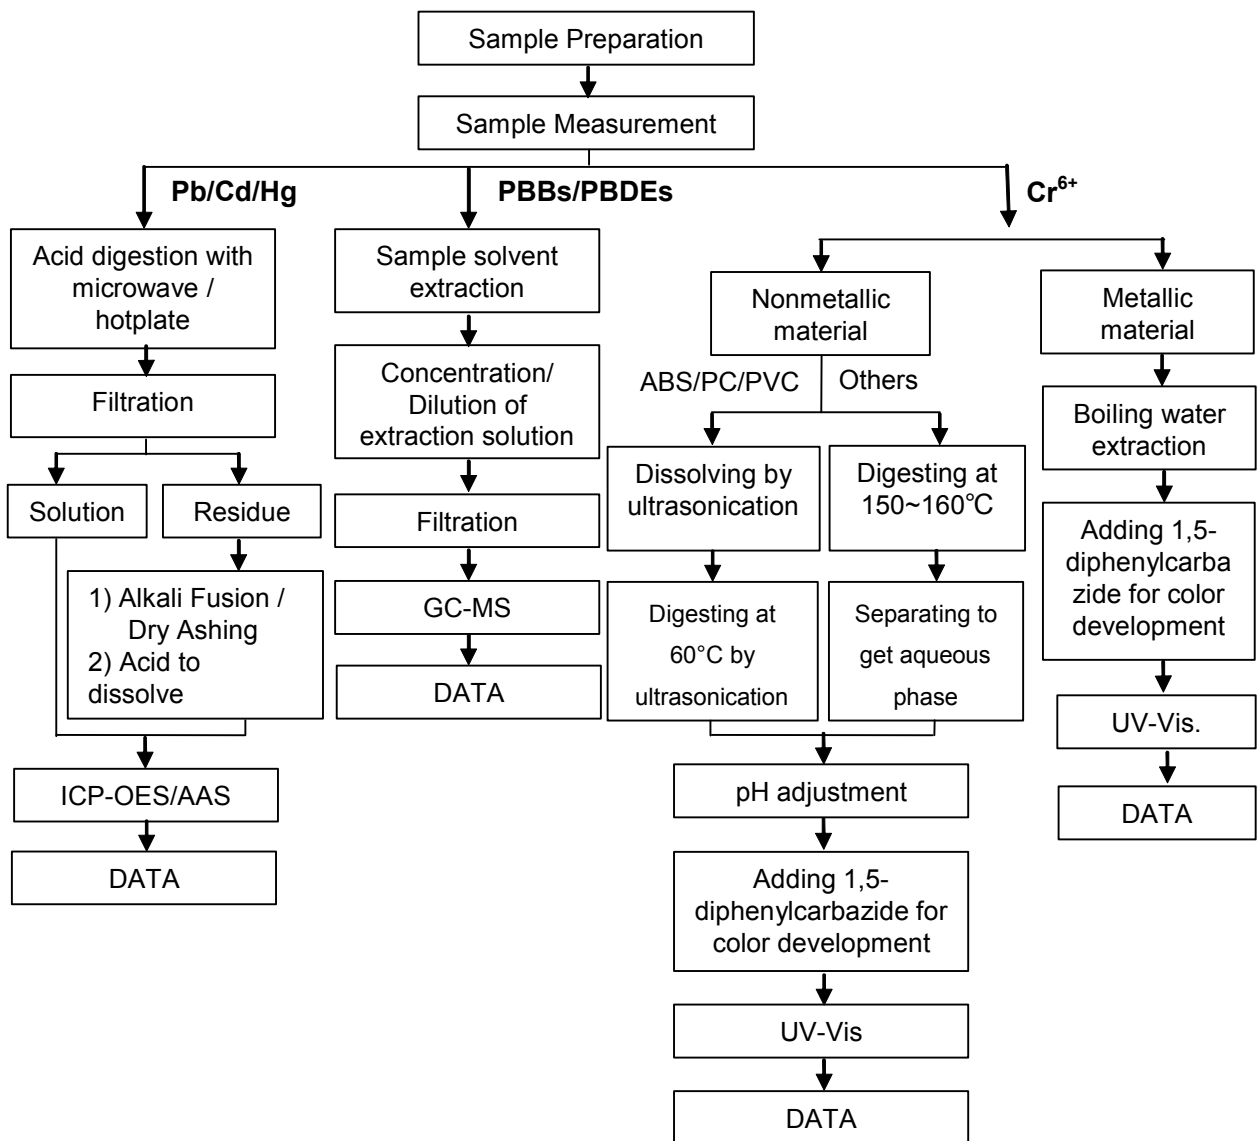 Sample Preparation
Sample Measurement
Pb/Cd/Hg
PBBs/PBDEs
Cr⁶⁺
Acid digestion with
microwave /
hotplate
Filtration
Solution
Residue
1) Alkali Fusion /
Dry Ashing
2) Acid to
dissolve
ICP-OES/AAS
DATA
Sample solvent
extraction
Concentration/
Dilution of
extraction solution
Filtration
GC-MS
DATA
Nonmetallic
material
ABS/PC/PVC
Others
Dissolving by
ultrasonication
Digesting at
60°C by
ultrasonication
Digesting at
150~160℃
Separating to
get aqueous
phase
pH adjustment
Adding 1,5-
diphenylcarbazide for
color development
UV-Vis
DATA
Metallic
material
Boiling water
extraction
Adding 1,5-
diphenylcarba
zide for color
development
UV-Vis.
DATA